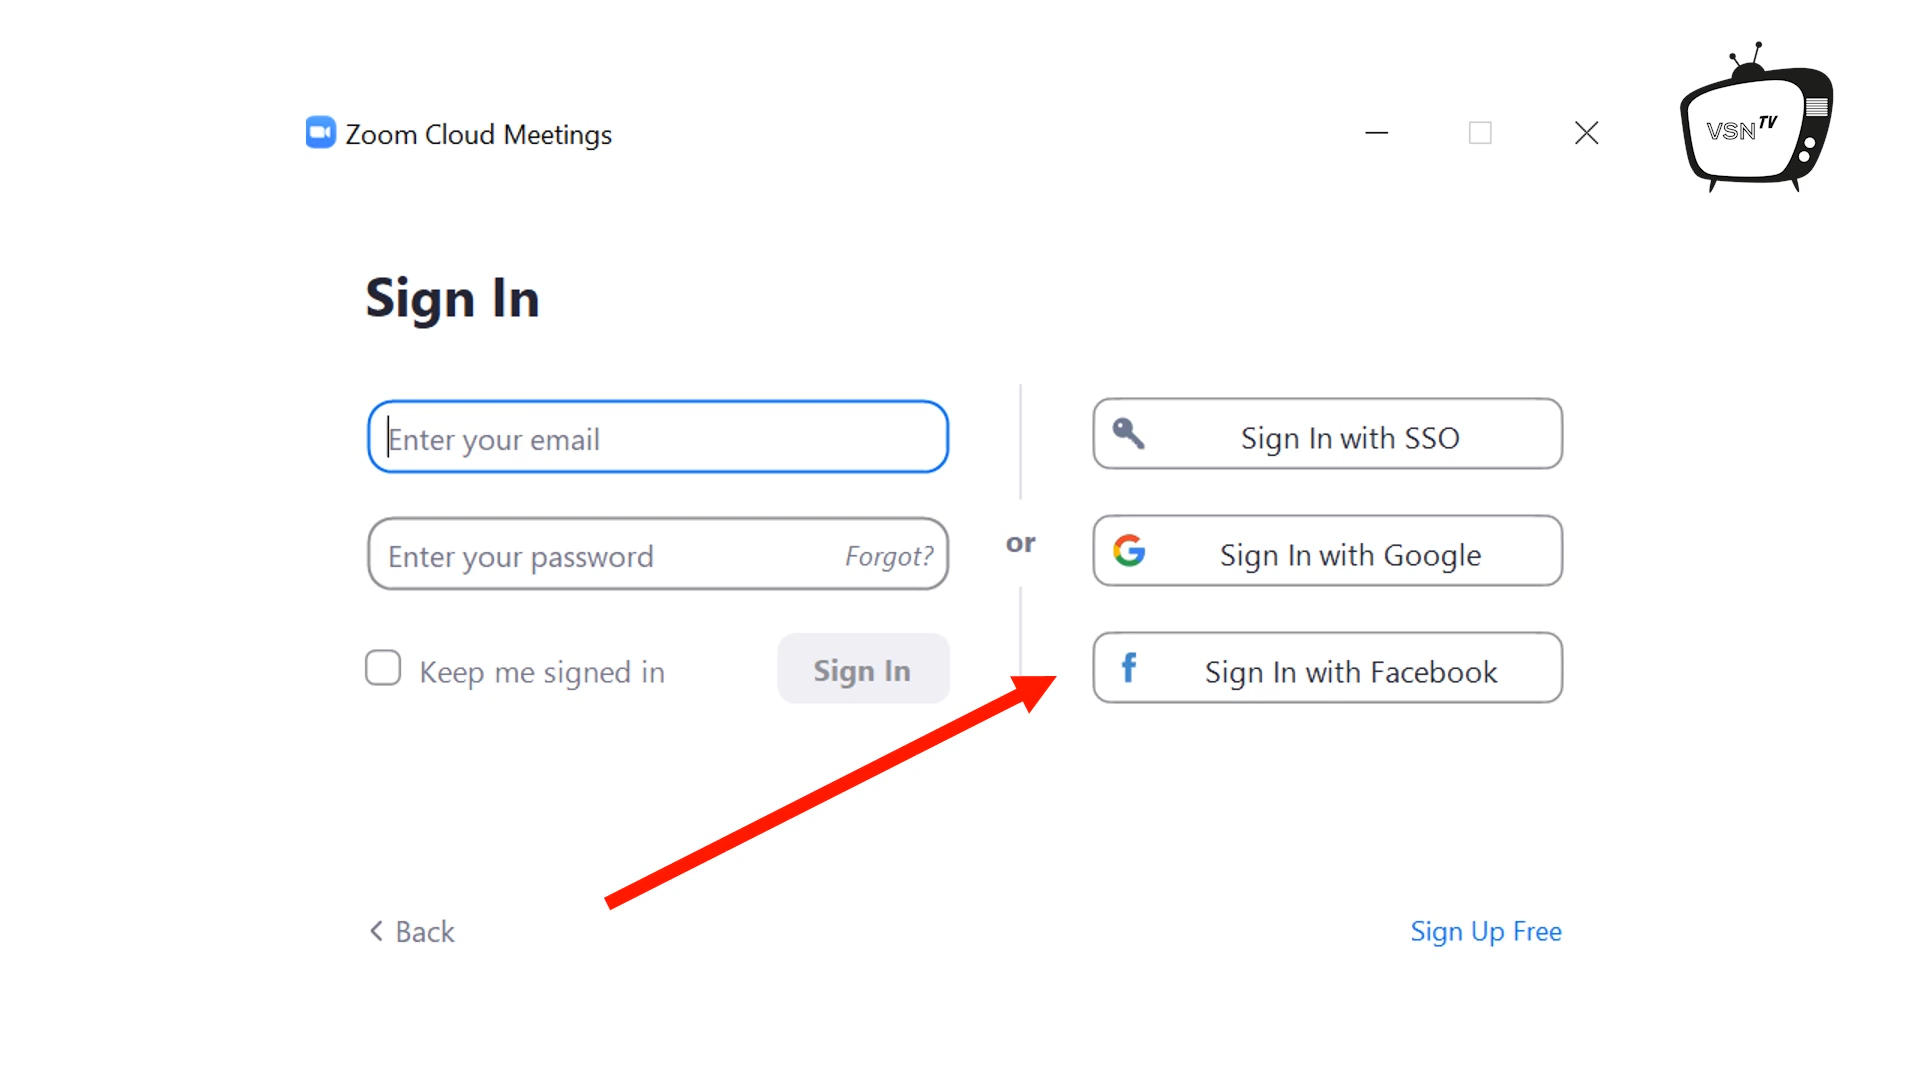 Zoom Cloud Meetings
VSN TV
Sign In
Enter your email
Enter your password
Forgot?
Keep me signed in
Sign In
or
Sign In with SSO
Sign In with Google
Sign In with Facebook
Back
Sign Up Free